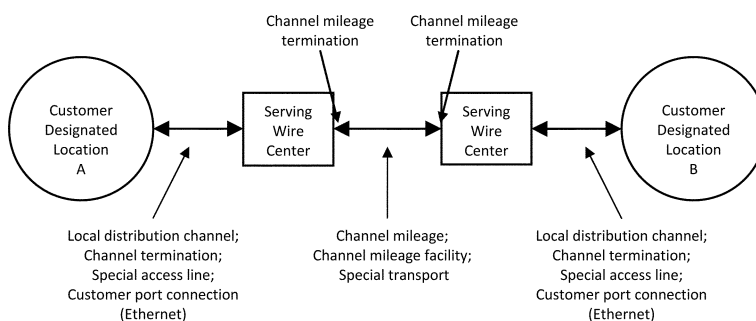 Channel mileage
termination
Channel mileage
termination
Customer
Designated
Location
A
Serving
Wire
Center
Serving
Wire
Center
Customer
Designated
Location
B
Local distribution channel;
Channel termination;
Special access line;
Customer port connection
(Ethernet)
Channel mileage;
Channel mileage facility;
Special transport
Local distribution channel;
Channel termination;
Special access line;
Customer port connection
(Ethernet)